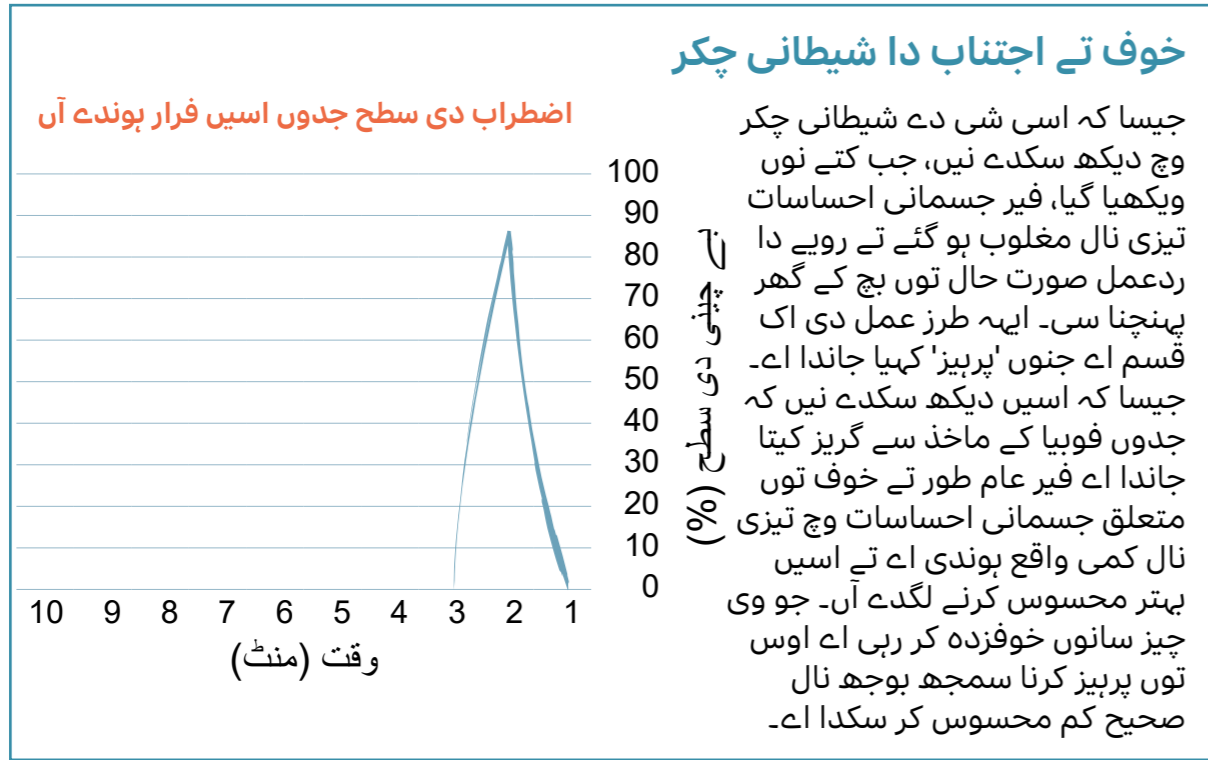 خوف تے اجتناب دا شیطانی چکر
جیسا کہ اسی شی دے شیطانی چکر
وچ دیکھ سکدے نیں، جب کتے نوں
ویکھیا گیا، فیر جسمانی احساسات
تیزی نال مغلوب ہو گئے تے رویے دا
ردعمل صورت حال توں بچ کے گھر
پہنچنا سی۔ ایہہ طرز عمل دی اک
قسم اے جنوں 'پرہیز' کہیا جاندا اے۔
جیسا کہ اسیں دیکھ سکدے نیں کہ
جدوں فوبیا کے ماخذ سے گریز کیتا
جاندا اے فیر عام طور تے خوف توں
متعلق جسمانی احساسات وچ تیزی
نال کمی واقع ہوندی اے تے اسیں
بہتر محسوس کرنے لگدے آں۔ جو وی
چیز سانوں خوفزدہ کر رہی اے اوس
توں پرہیز کرنا سمجھ بوجھ نال
صحیح کم محسوس کر سکدا اے۔
اضطراب دی سطح جدوں اسیں فرار ہوندے آں
بے چینی دی سطح (%)
100
90
80
70
60
50
40
30
20
10
0
10 9 8 7 6 5 4 3 2 1
وقت (منٹ)